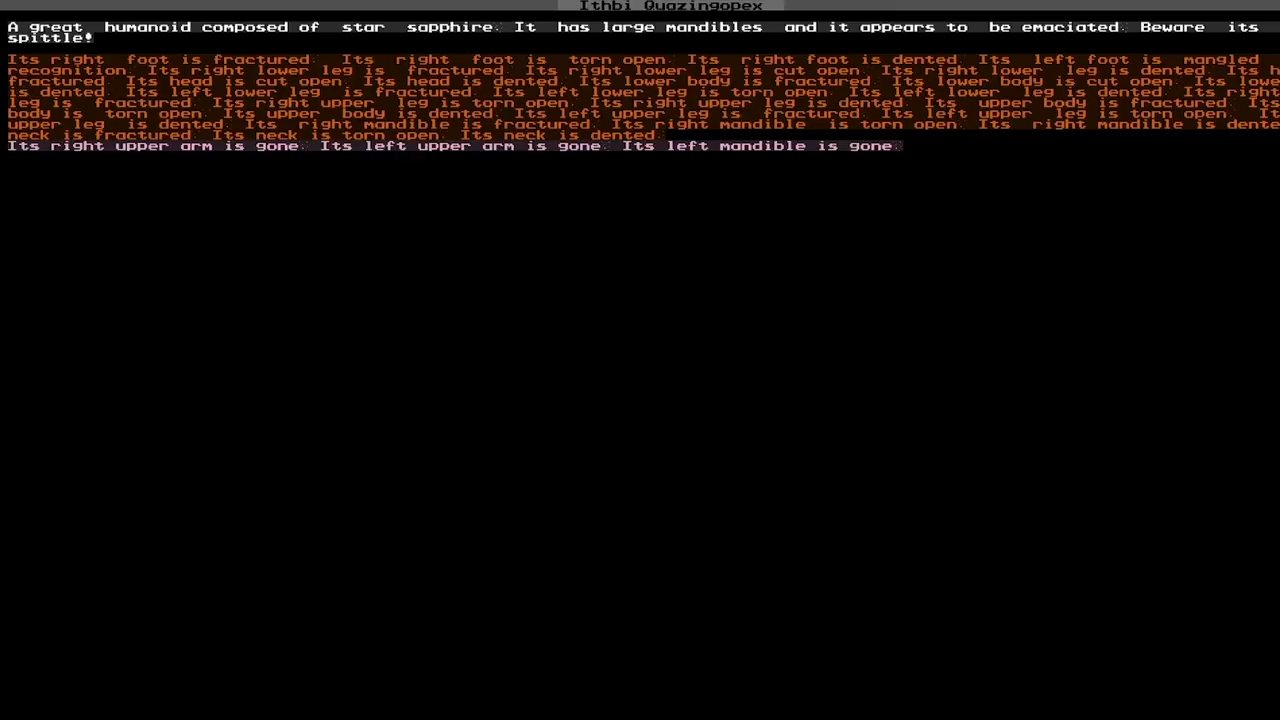 Ithbi Quazingopex
A great humanoid composed of star sapphire. It has large mandibles and it appears to be emaciated. Beware its
spittle!
Its right foot is fractured. Its right foot is torn open. Its right foot is dented. Its left foot is mangled
recognition. Its right lower leg is fractured. Its right lower leg is cut open. Its right lower leg is dented. Its h
fractured. Its head is cut open. Its head is dented. Its lower body is fractured. Its lower body is cut open. Its low
is dented. Its left lower leg is fractured. Its left lower leg is torn open. Its left lower leg is dented. Its right
leg is fractured. Its right upper leg is torn open. Its right upper leg is dented. Its upper body is fractured. Its
body is torn open. Its upper body is dented. Its left upper leg is fractured. Its left upper leg is torn open. It
upper leg is dented. Its right mandible is fractured. Its right mandible is torn open. Its right mandible is dente
neck is fractured. Its neck is torn open. Its neck is dented.
Its right upper arm is gone. Its left upper arm is gone. Its left mandible is gone.